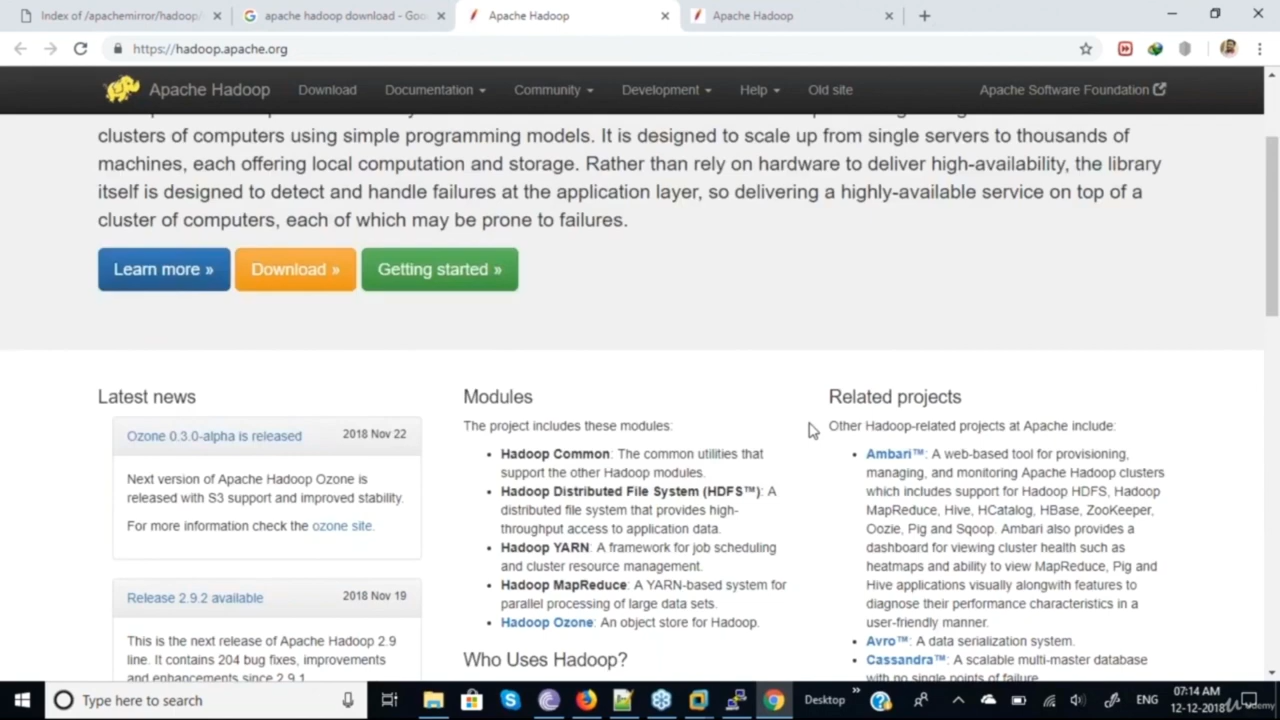 Index of /apachemirror/hadoop/
apache hadoop download - Goo
Apache Hadoop
Apache Hadoop
https://hadoop.apache.org
Apache Hadoop
Download
Documentation
Community
Development
Help
Old site
Apache Software Foundation
clusters of computers using simple programming models. It is designed to scale up from single servers to thousands of
machines, each offering local computation and storage. Rather than rely on hardware to deliver high-availability, the library
itself is designed to detect and handle failures at the application layer, so delivering a highly-available service on top of a
cluster of computers, each of which may be prone to failures.
Learn more »
Download »
Getting started »
Latest news
Ozone 0.3.0-alpha is released
2018 Nov 22
Next version of Apache Hadoop Ozone is
released with S3 support and improved stability.
For more information check the ozone site.
Release 2.9.2 available
2018 Nov 19
This is the next release of Apache Hadoop 2.9
line. It contains 204 bug fixes, improvements
and enhancements since 2.9.1
Modules
The project includes these modules:
Hadoop Common: The common utilities that
support the other Hadoop modules.
Hadoop Distributed File System (HDFS™): A
distributed file system that provides high-
throughput access to application data.
Hadoop YARN: A framework for job scheduling
and cluster resource management.
Hadoop MapReduce: A YARN-based system for
parallel processing of large data sets.
Hadoop Ozone: An object store for Hadoop.
Who Uses Hadoop?
Related projects
Other Hadoop-related projects at Apache include:
Ambari™: A web-based tool for provisioning,
managing, and monitoring Apache Hadoop clusters
which includes support for Hadoop HDFS, Hadoop
MapReduce, Hive, HCatalog, HBase, ZooKeeper,
Oozie, Pig and Sqoop. Ambari also provides a
dashboard for viewing cluster health such as
heatmaps and ability to view MapReduce, Pig and
Hive applications visually alongwith features to
diagnose their performance characteristics in a
user-friendly manner.
Avro™: A data serialization system.
Cassandra™: A scalable multi-master database
with no single points of failure.
Type here to search
Desktop
ENG
07:14 AM
12-12-2018
Udemy